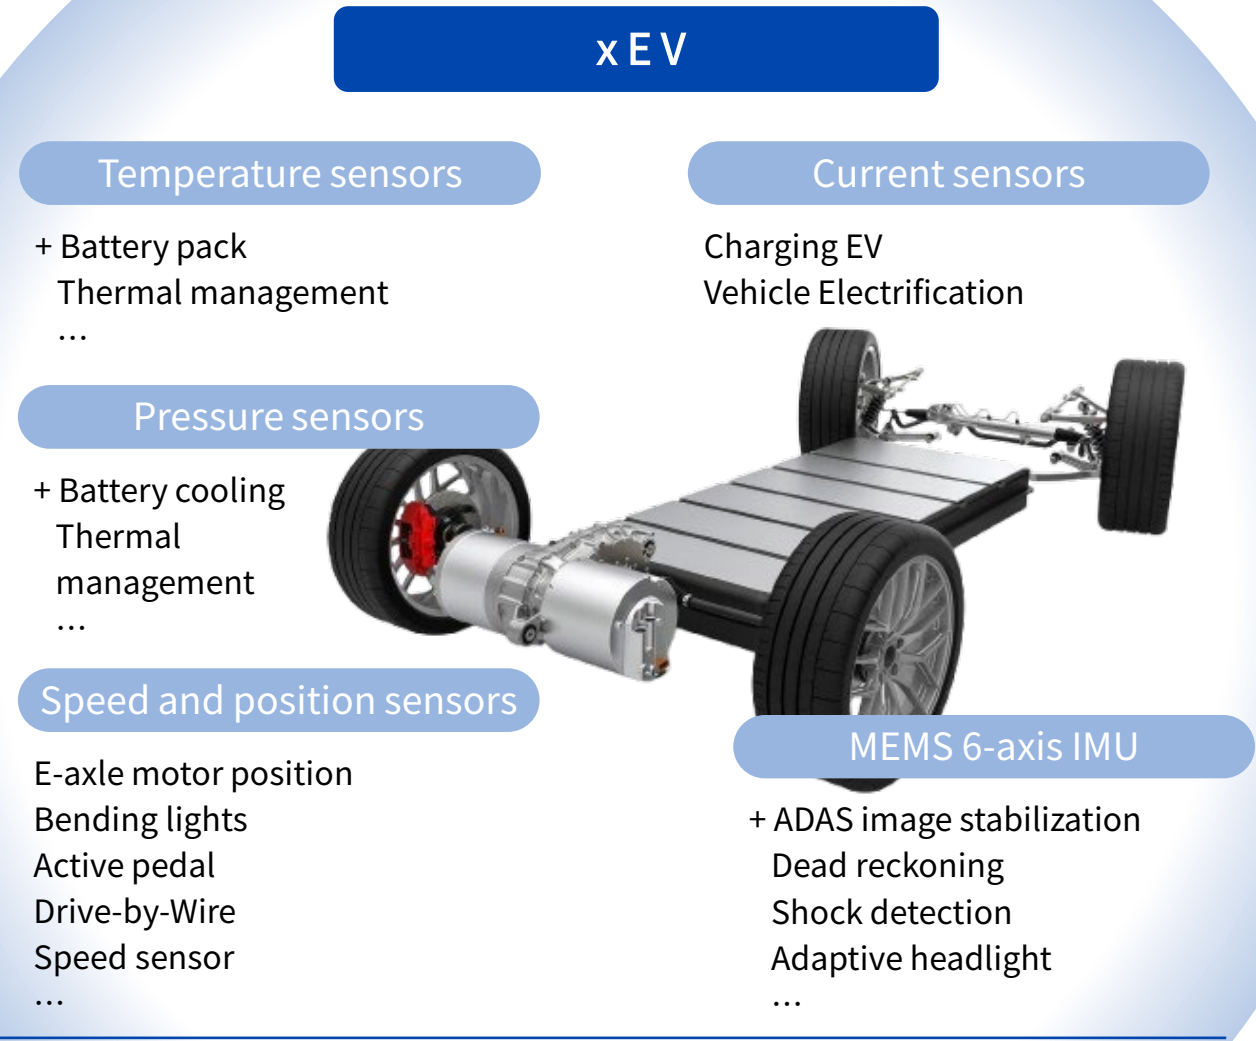 xEV
Temperature sensors
+ Battery pack
Thermal management
...
Pressure sensors
+ Battery cooling
Thermal
management
...
Speed and position sensors
E-axle motor position
Bending lights
Active pedal
Drive-by-Wire
Speed sensor
...
Current sensors
Charging EV
Vehicle Electrification
MEMS 6-axis IMU
+ ADAS image stabilization
Dead reckoning
Shock detection
Adaptive headlight
...